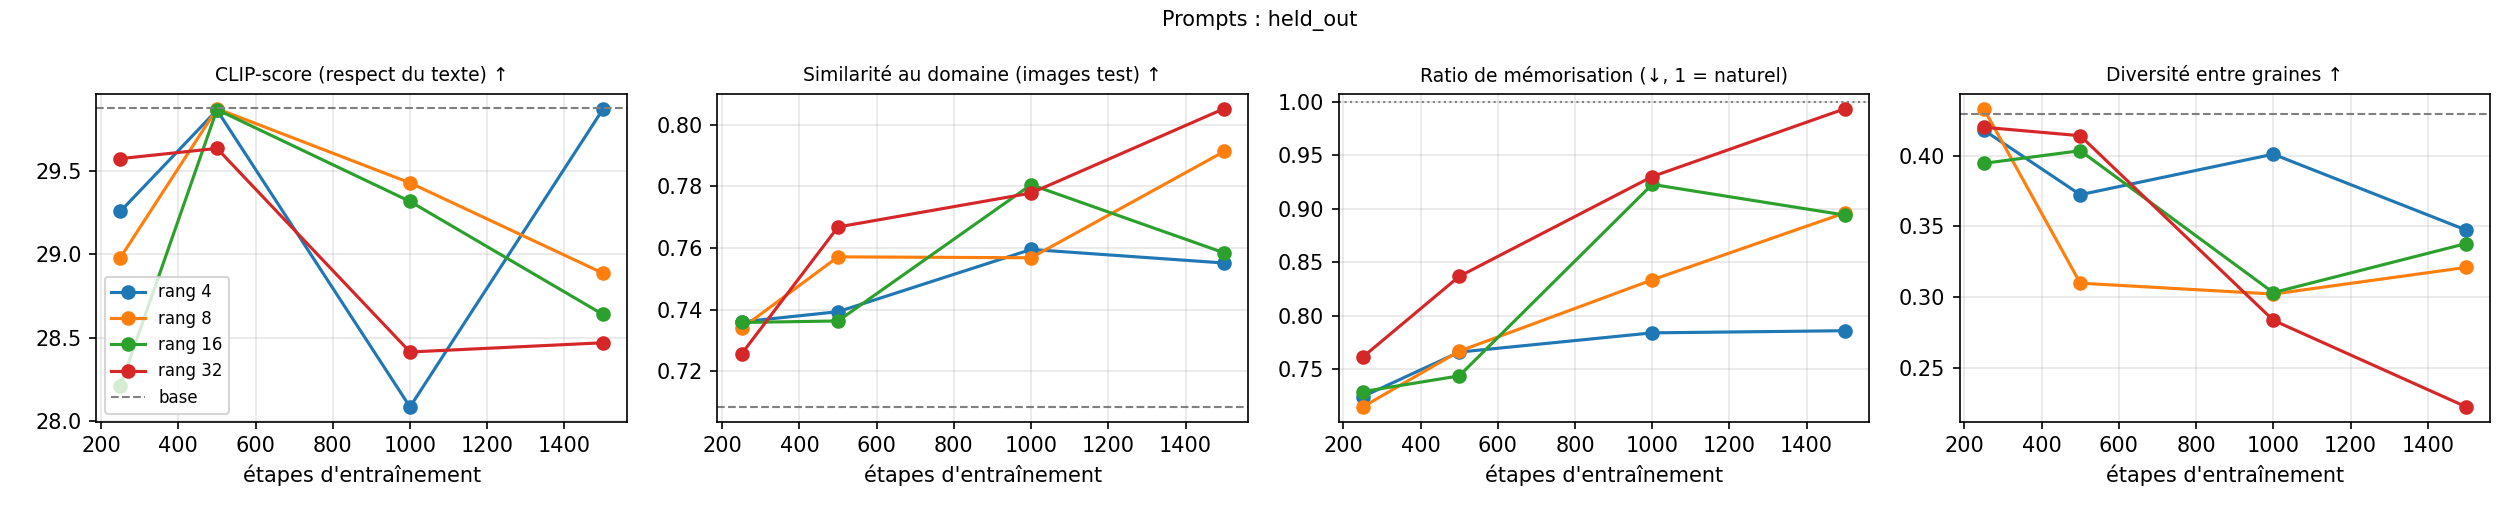 Prompts : held_out
CLIP-score (respect du texte) ↑
29.5
29.0
28.5
28.0
200 400 600 800 1000 1200 1400
étapes d'entraînement
rang 4
rang 8
rang 16
rang 32
base
Similarité au domaine (images test) ↑
0.80
0.78
0.76
0.74
0.72
200 400 600 800 1000 1200 1400
étapes d'entraînement
Ratio de mémorisation (↓, 1 = naturel)
1.00
0.95
0.90
0.85
0.80
0.75
200 400 600 800 1000 1200 1400
étapes d'entraînement
Diversité entre graines ↑
0.40
0.35
0.30
0.25
200 400 600 800 1000 1200 1400
étapes d'entraînement